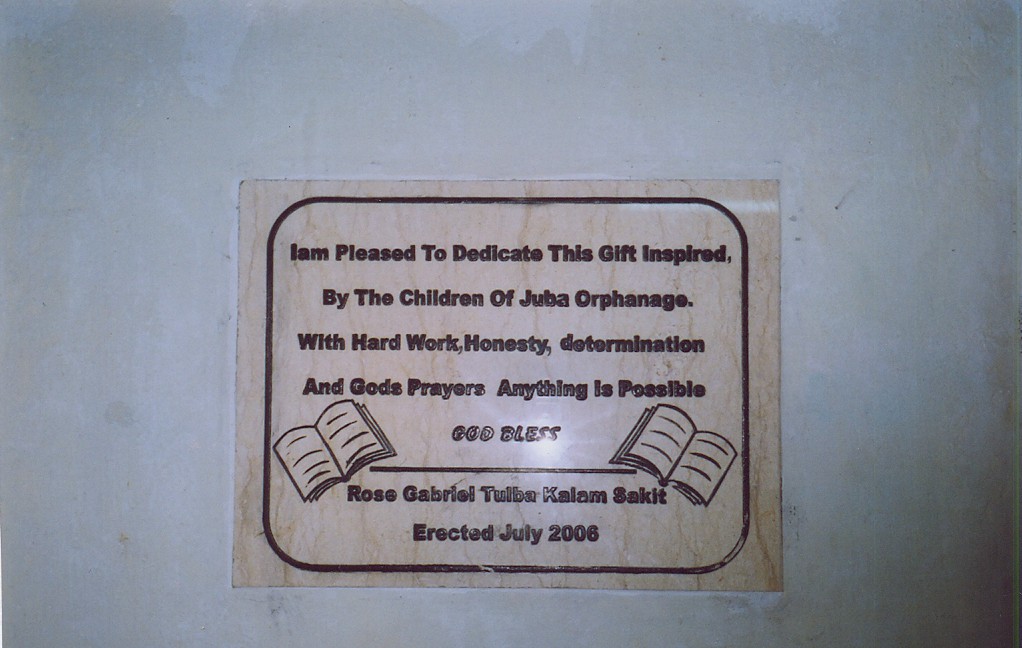 Iam Pleased To Dedicate This Gift Inspired,
By The Children Of Juba Orphanage.
With Hard Work,Honesty, determination
And Gods Prayers Anything Is Possible
GOD BLESS
Rose Gabriel Tulba Kalam Sakit
Erected July 2006